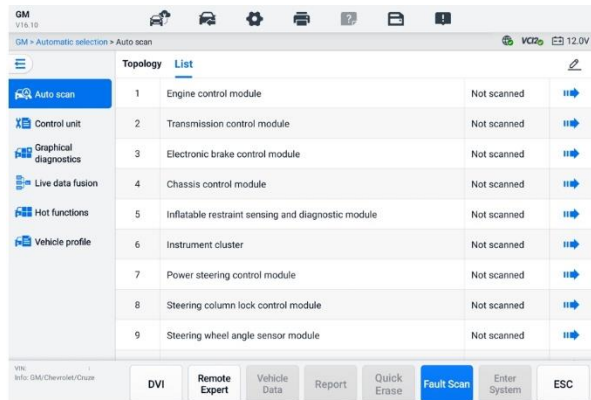 GM
V16.10
GM > Automatic selection > Auto scan
VCI2
12.0V
Topology List
Auto scan
Control unit
Graphical
diagnostics
Live data fusion
Hot functions
Vehicle profile
1 Engine control module Not scanned
2 Transmission control module Not scanned
3 Electronic brake control module Not scanned
4 Chassis control module Not scanned
5 Inflatable restraint sensing and diagnostic module Not scanned
6 Instrument cluster Not scanned
7 Power steering control module Not scanned
8 Steering column lock control module Not scanned
9 Steering wheel angle sensor module Not scanned
VIN:
Info: GM/Chevrolet/Cruze
DVI
Remote
Expert
Vehicle
Data
Report
Quick
Erase
Fault Scan
Enter
System
ESC